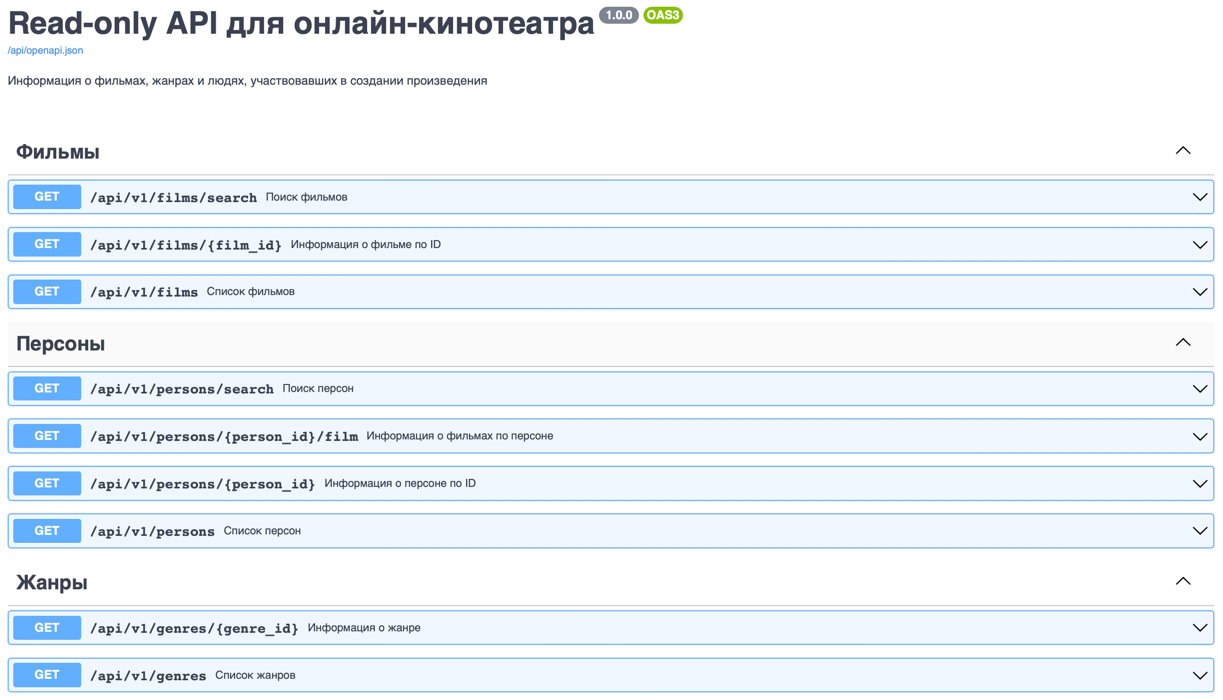 Read-only API для онлайн-кинотеатра 1.0.0 OAS3
/api/openapi.json
Информация о фильмах, жанрах и людях, участвовавших в создании произведения
Фильмы
GET /api/v1/films/search Поиск фильмов
GET /api/v1/films/{film_id} Информация о фильме по ID
GET /api/v1/films Список фильмов
Персоны
GET /api/v1/persons/search Поиск персон
GET /api/v1/persons/{person_id}/film Информация о фильмах по персоне
GET /api/v1/persons/{person_id} Информация о персоне по ID
GET /api/v1/persons Список персон
Жанры
GET /api/v1/genres/{genre_id} Информация о жанре
GET /api/v1/genres Список жанров